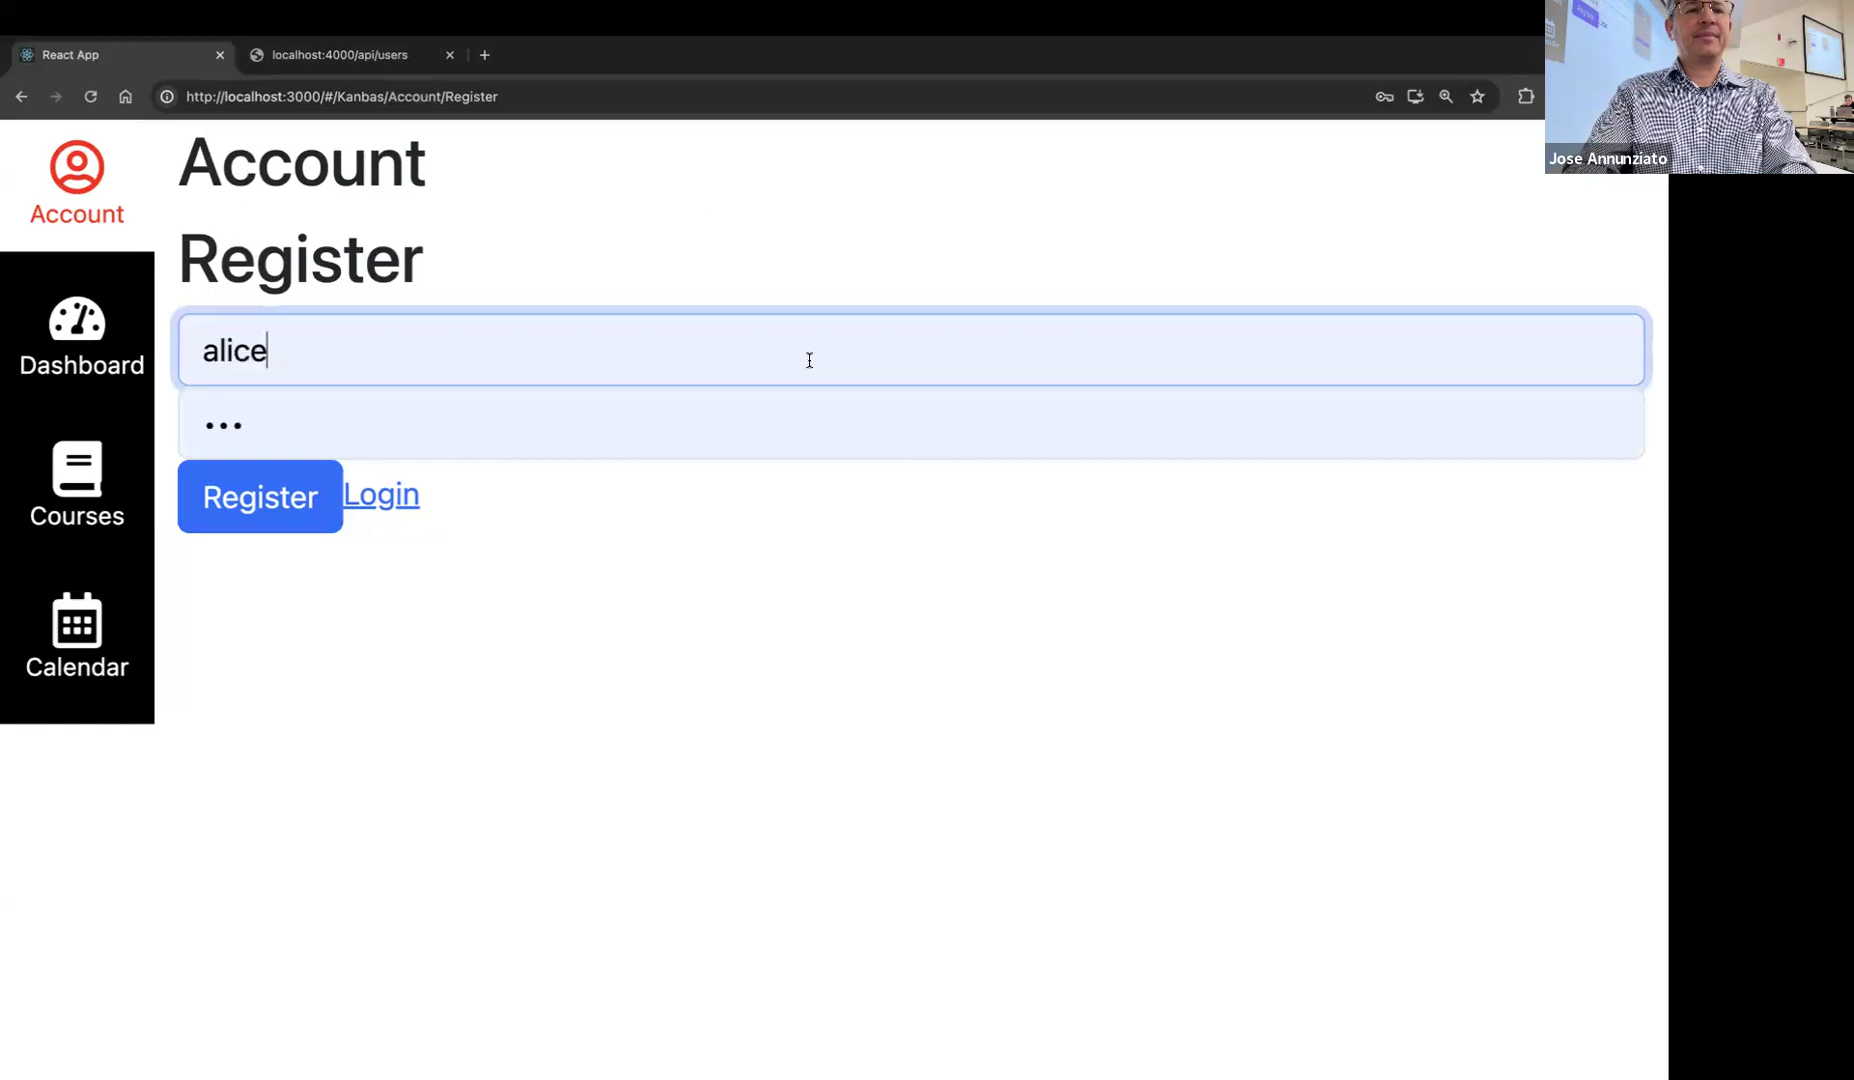 React App
localhost:4000/api/users
http://localhost:3000/#/Kanbas/Account/Register
Jose Annunziato
Account
Dashboard
Courses
Calendar
Account
Register
alice
•••
Register Login